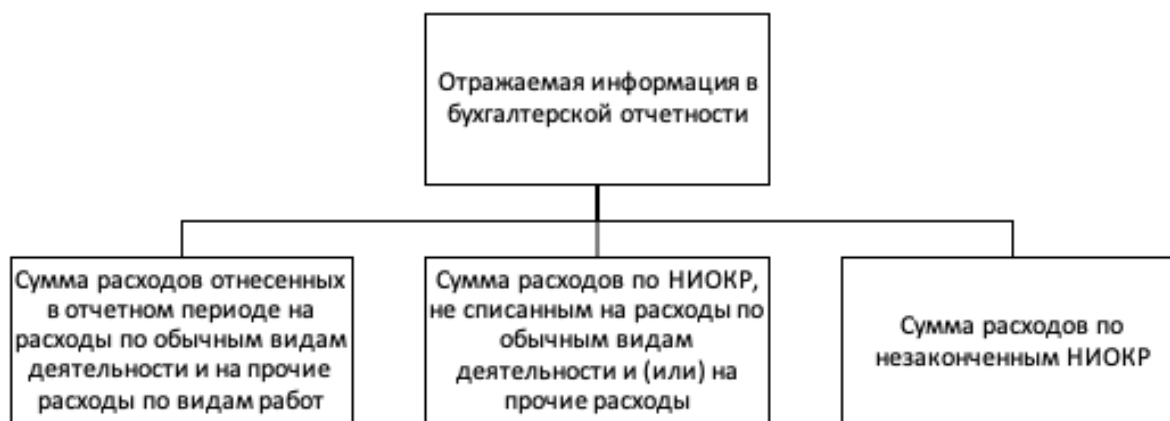 Отражаемая информация в
бухгалтерской отчетности
Сумма расходов отнесенных
в отчетном периоде на
расходы по обычным видам
деятельности и на прочие
расходы по видам работ
Сумма расходов по НИОКР,
не списанным на расходы по
обычным видам
деятельности и (или) на
прочие расходы
Сумма расходов по
незаконченным НИОКР